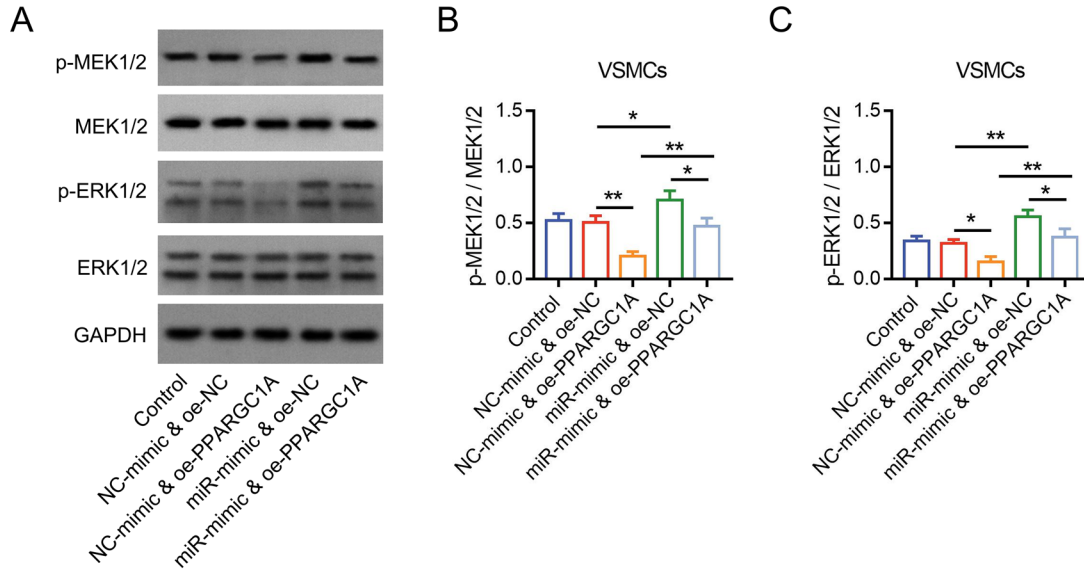 A
p-MEK1/2
MEK1/2
p-ERK1/2
ERK1/2
GAPDH
Control
NC-mimic & oe-NC
NC-mimic & oe-PPARGC1A
miR-mimic & oe-NC
miR-mimic & oe-PPARGC1A
B
VSMCs
p-MEK1/2 / MEK1/2
1.5
1.0
0.5
0.0
*
**
**
*
Control
NC-mimic & oe-NC
NC-mimic & oe-PPARGC1A
miR-mimic & oe-NC
miR-mimic & oe-PPARGC1A
C
VSMCs
p-ERK1/2 / ERK1/2
1.5
1.0
0.5
0.0
**
**
*
*
Control
NC-mimic & oe-NC
NC-mimic & oe-PPARGC1A
miR-mimic & oe-NC
miR-mimic & oe-PPARGC1A